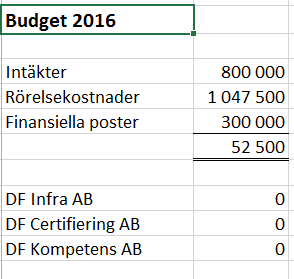 Budget 2016
Intäkter 800 000
Rörelsekostnader 1 047 500
Finansiella poster 300 000
52 500
DF Infra AB 0
DF Certifiering AB 0
DF Kompetens AB 0